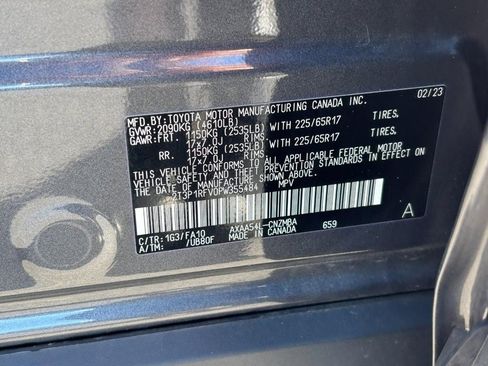 MFD.BY:TOYOTA MOTOR MANUFACTURING CANADA INC. 02/23
GVWR: 2090KG (4610LB)
GAWR:FRT. 1150KG (2535LB) WITH 225/65R17 TIRES.
17x7.0J RIMS
RR. 1150KG (2535LB) WITH 225/65R17 TIRES.
17x7.0J RIMS
THIS VEHICLE CONFORMS TO ALL APPLICABLE FEDERAL MOTOR
VEHICLE SAFETY AND THEFT PREVENTION STANDARDS IN EFFECT
ON THE DATE OF MANUFACTURE SHOWN ABOVE.
2T3P1RFV0PW355484 MPV
C/TR: 1G3/FA10 AXAA54L-CNZMBA 659 A
A/TM: /UB80F MADE IN CANADA